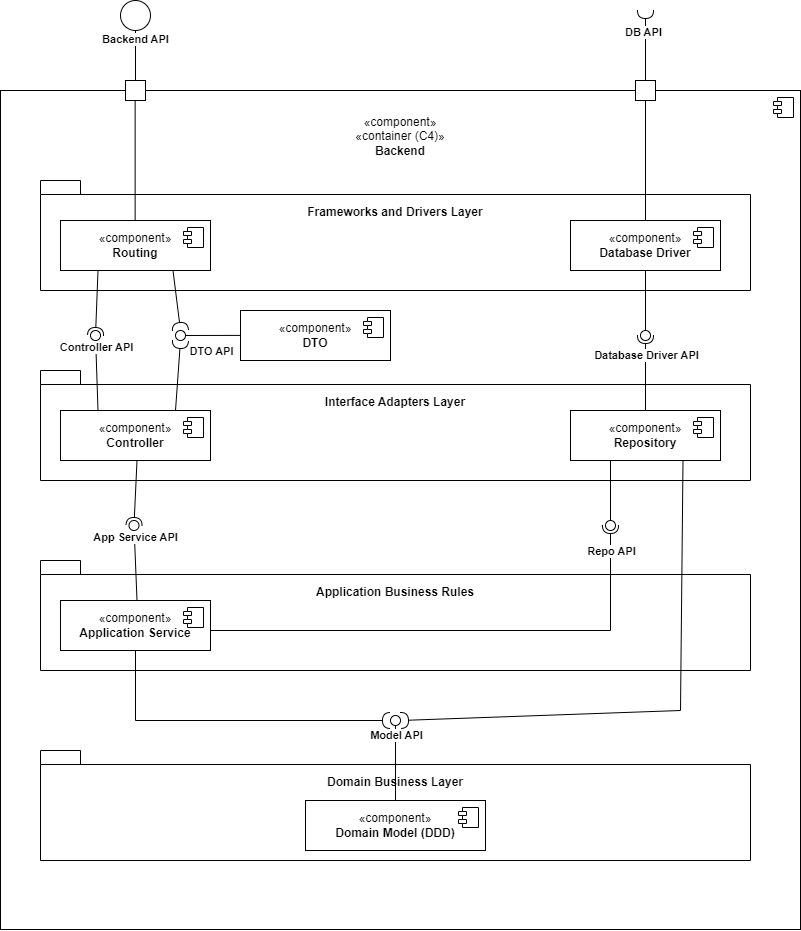 Backend API
DB API
«component»
«container (C4)»
Backend
Frameworks and Drivers Layer
«component»
Routing
«component»
Database Driver
«component»
DTO
Controller API
DTO API
Database Driver API
Interface Adapters Layer
«component»
Controller
«component»
Repository
App Service API
Repo API
Application Business Rules
«component»
Application Service
Model API
Domain Business Layer
«component»
Domain Model (DDD)